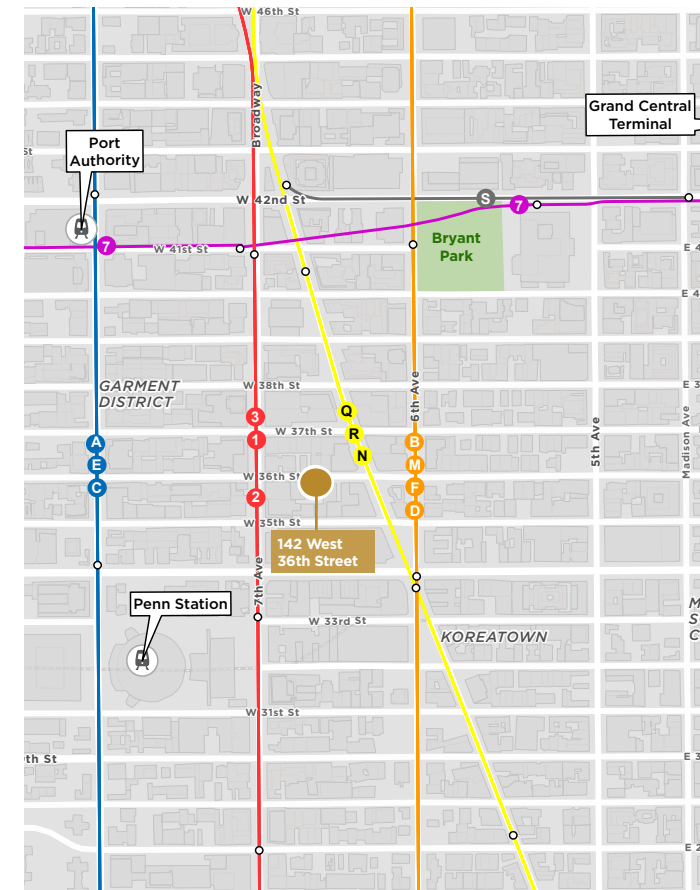 W 46th St
Broadway
Grand Central
Terminal
Port
Authority
St
W 42nd St
S
7
7
W 41st St
Bryant
Park
E 4
E 4
GARMENT
DISTRICT
W 38th St
E 3
6th Ave
5th Ave
Madison Ave
3
1
2
Q
R
N
W 37th St
A
E
C
B
M
F
D
W 36th St
W 35th St
142 West
36th Street
7th Ave
Penn Station
W 33rd St
KOREATOWN
M
S
C
W 31st St
th St
E 3
E 2